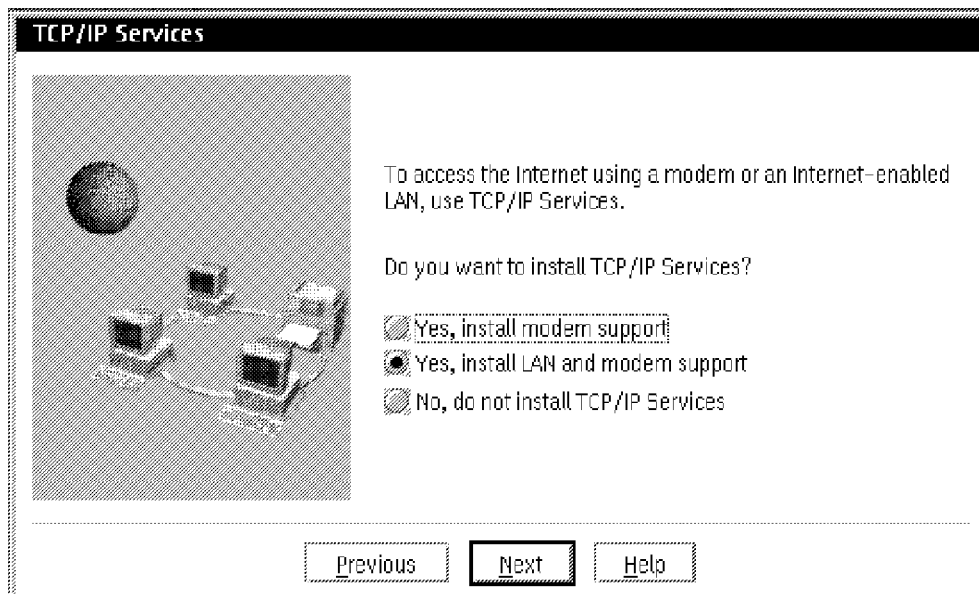 TCP/IP Services
To access the Internet using a modem or an Internet-enabled
LAN, use TCP/IP Services.
Do you want to install TCP/IP Services?
Yes, install modem support
Yes, install LAN and modem support
No, do not install TCP/IP Services
Previous
Next
Help